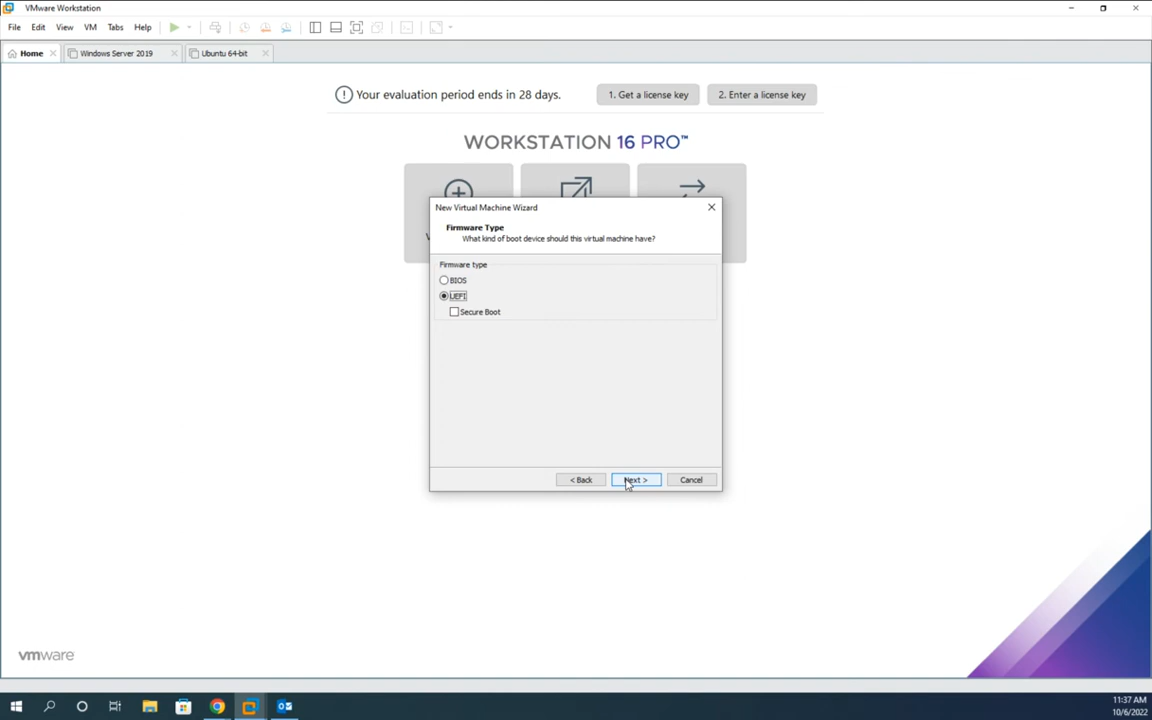 VMware Workstation
File Edit View VM Tabs Help
Home Windows Server 2019 Ubuntu 64-bit
Your evaluation period ends in 28 days. 1. Get a license key 2. Enter a license key
WORKSTATION 16 PRO™
New Virtual Machine Wizard
Firmware Type
What kind of boot device should this virtual machine have?
Firmware type
BIOS
UEFI
Secure Boot
< Back Next > Cancel
vmware
11:37 AM
10/6/2022